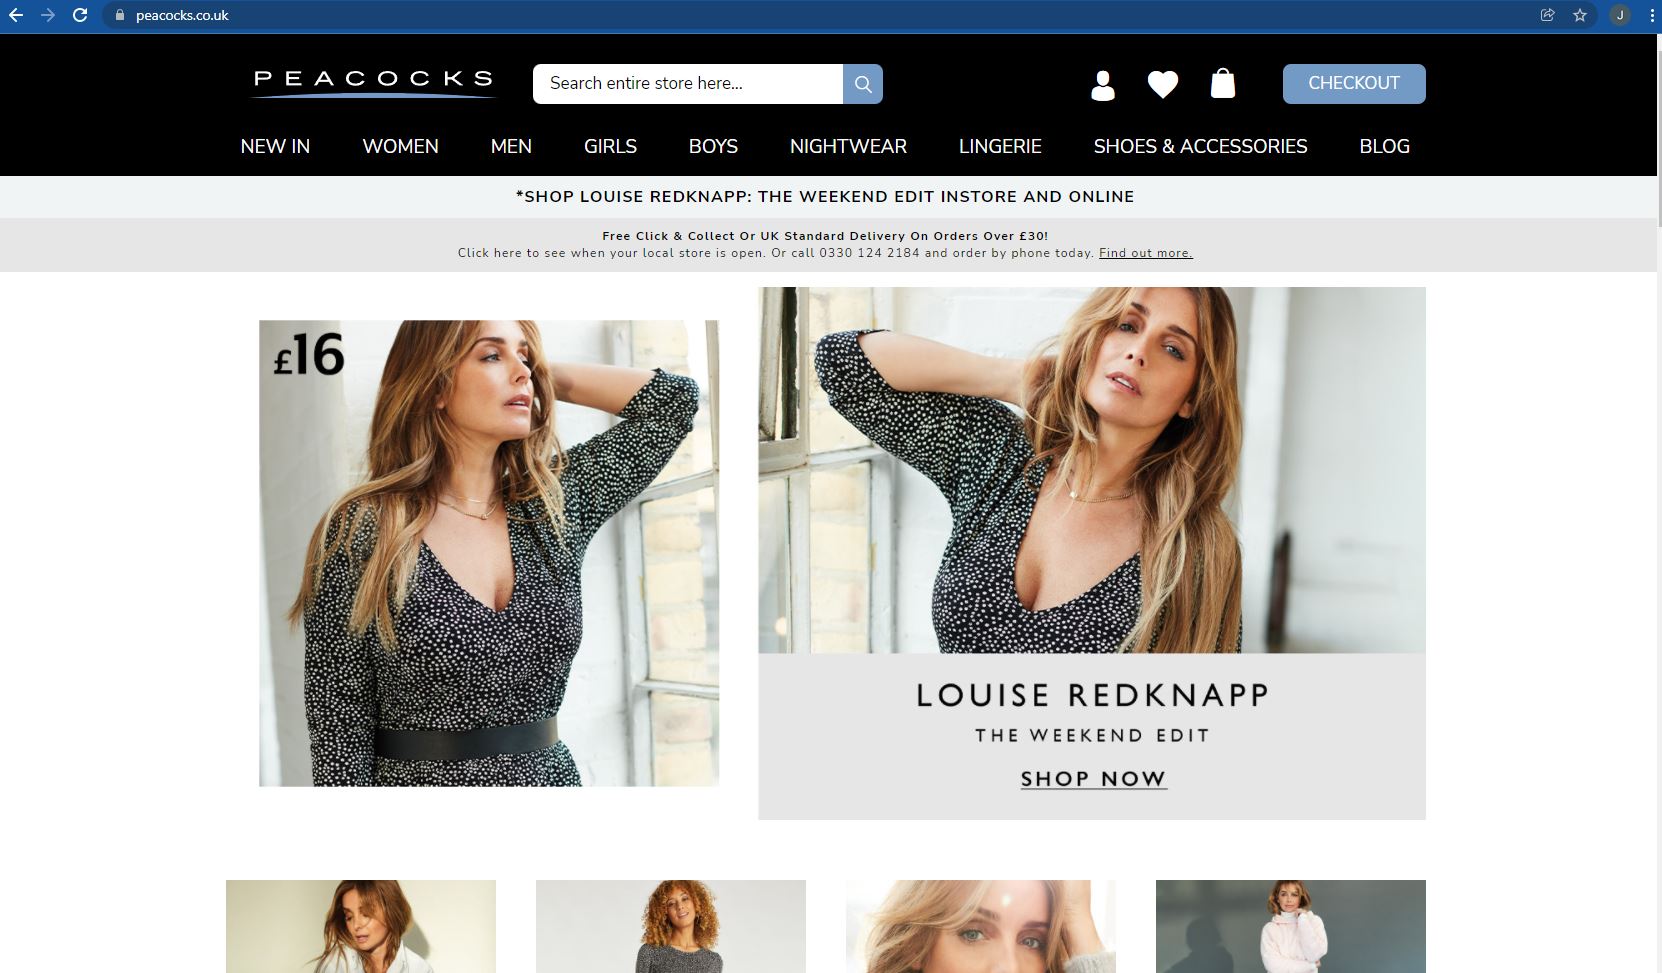 peacocks.co.uk
J
PEACOCKS
Search entire store here...
CHECKOUT
NEW IN WOMEN MEN GIRLS BOYS NIGHTWEAR LINGERIE SHOES & ACCESSORIES BLOG
*SHOP LOUISE REDKNAPP: THE WEEKEND EDIT INSTORE AND ONLINE
Free Click & Collect Or UK Standard Delivery On Orders Over £30!
Click here to see when your local store is open. Or call 0330 124 2184 and order by phone today. Find out more.
£16
LOUISE REDKNAPP
THE WEEKEND EDIT
SHOP NOW